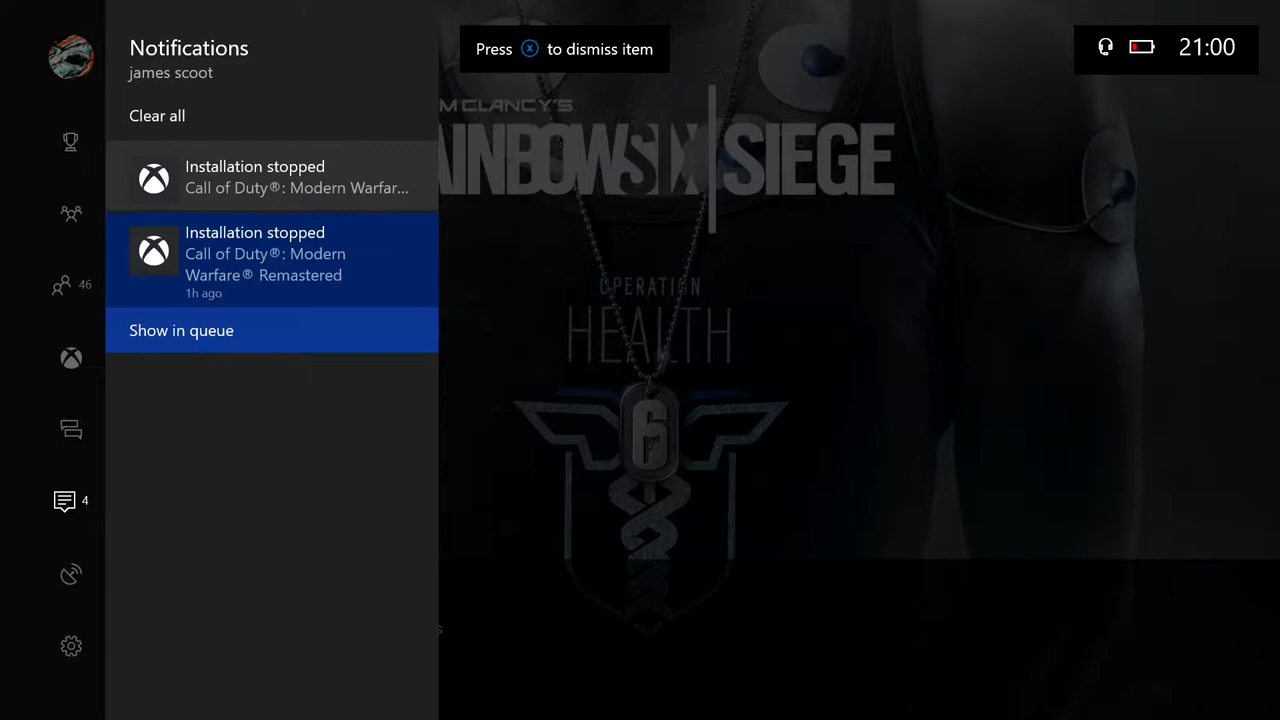 Notifications
james scoot
Clear all
Installation stopped
Call of Duty®: Modern Warfar...
Installation stopped
Call of Duty®: Modern
Warfare® Remastered
1h ago
Show in queue
46
4
Press X to dismiss item
21:00
M CLANCY'S
AINBOWSIX SIEGE
OPERATION
HEALTH
6
s